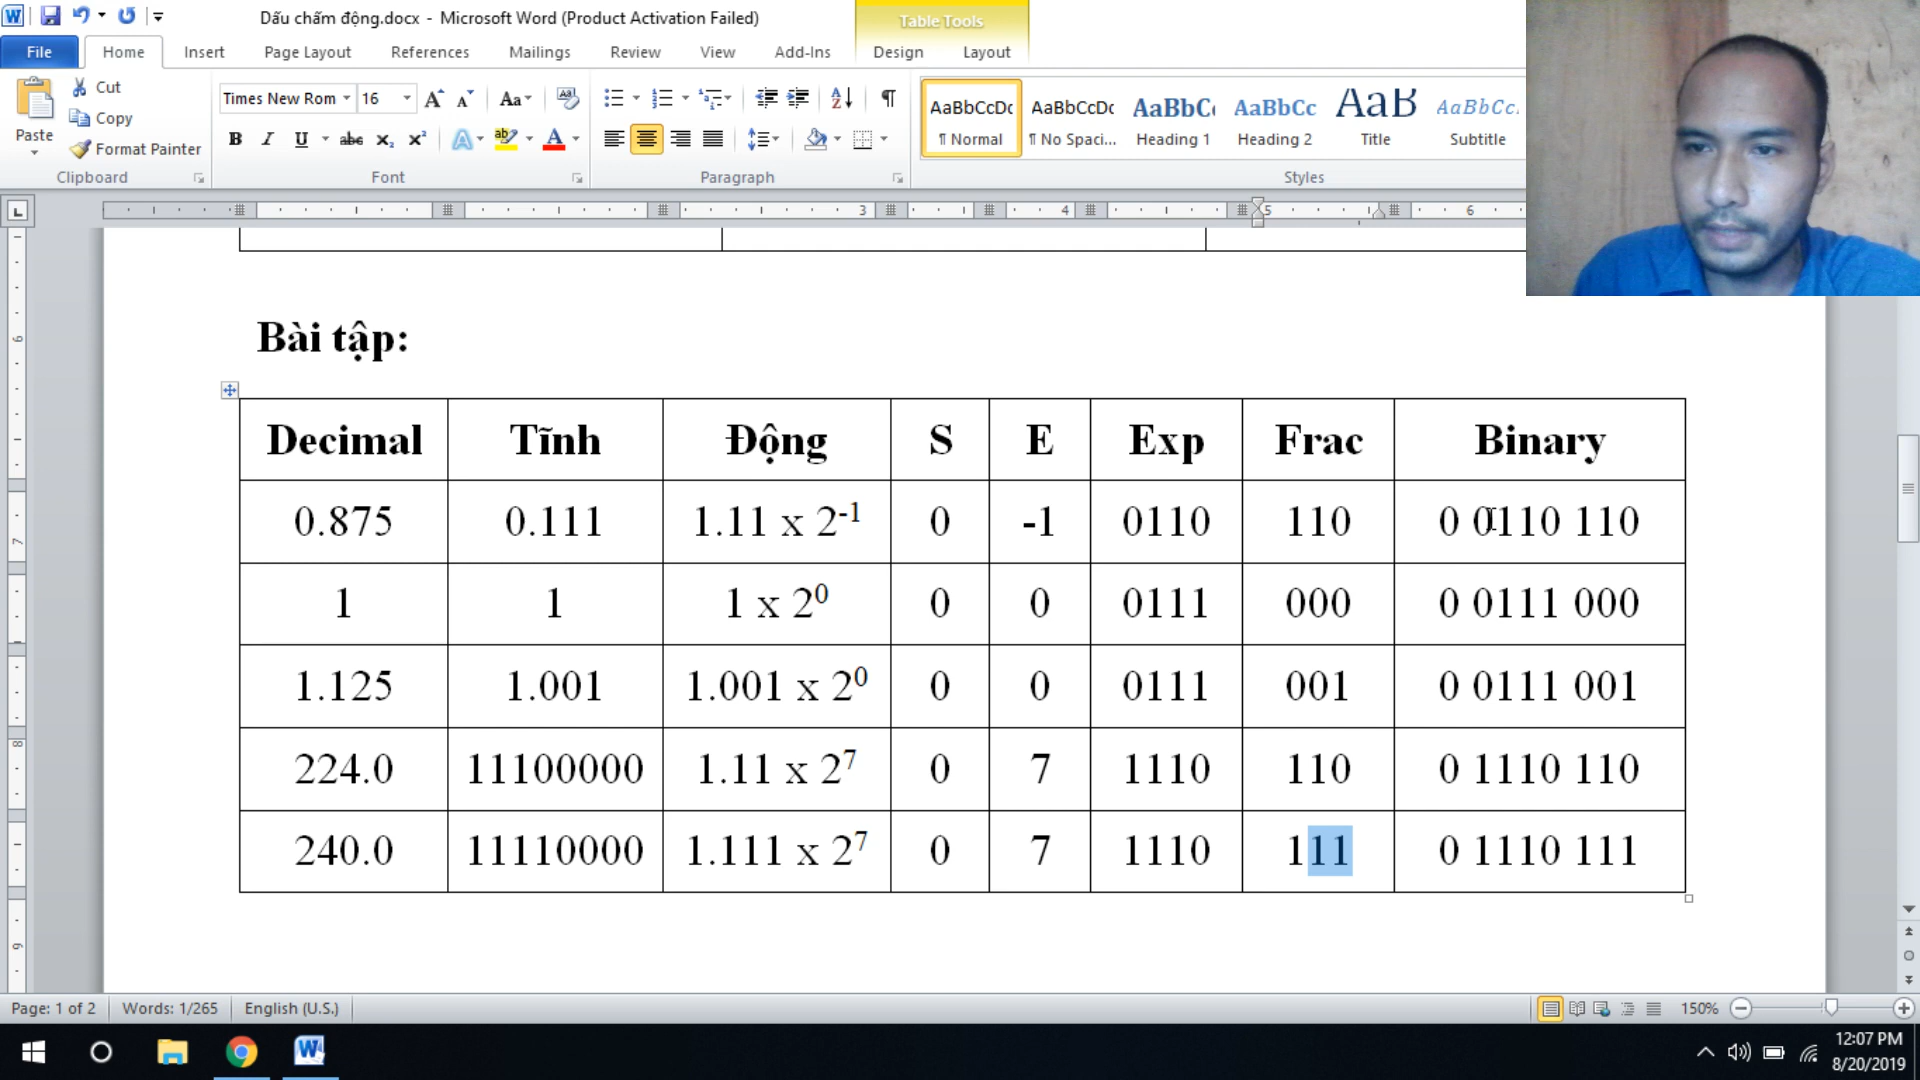 Dấu chấm động.docx - Microsoft Word (Product Activation Failed)
Table Tools
File Home Insert Page Layout References Mailings Review View Add-Ins Design Layout
Paste
Cut
Copy
Format Painter
Clipboard
Times New Rom 16
Font
Paragraph
AaBbCcDc AaBbCcDc AaBbC AaBbCc AaB AaBbCc.
¶ Normal ¶ No Spaci... Heading 1 Heading 2 Title Subtitle
Styles
3 4 5 6
Bài tập:
Decimal Tĩnh Động S E Exp Frac Binary
0.875 0.111 1.11 x 2⁻¹ 0 -1 0110 110 0 0110 110
1 1 1 x 2⁰ 0 0 0111 000 0 0111 000
1.125 1.001 1.001 x 2⁰ 0 0 0111 001 0 0111 001
224.0 11100000 1.11 x 2⁷ 0 7 1110 110 0 1110 110
240.0 11110000 1.111 x 2⁷ 0 7 1110 111 0 1110 111
Page: 1 of 2 Words: 1/265 English (U.S.) 150%
12:07 PM
8/20/2019